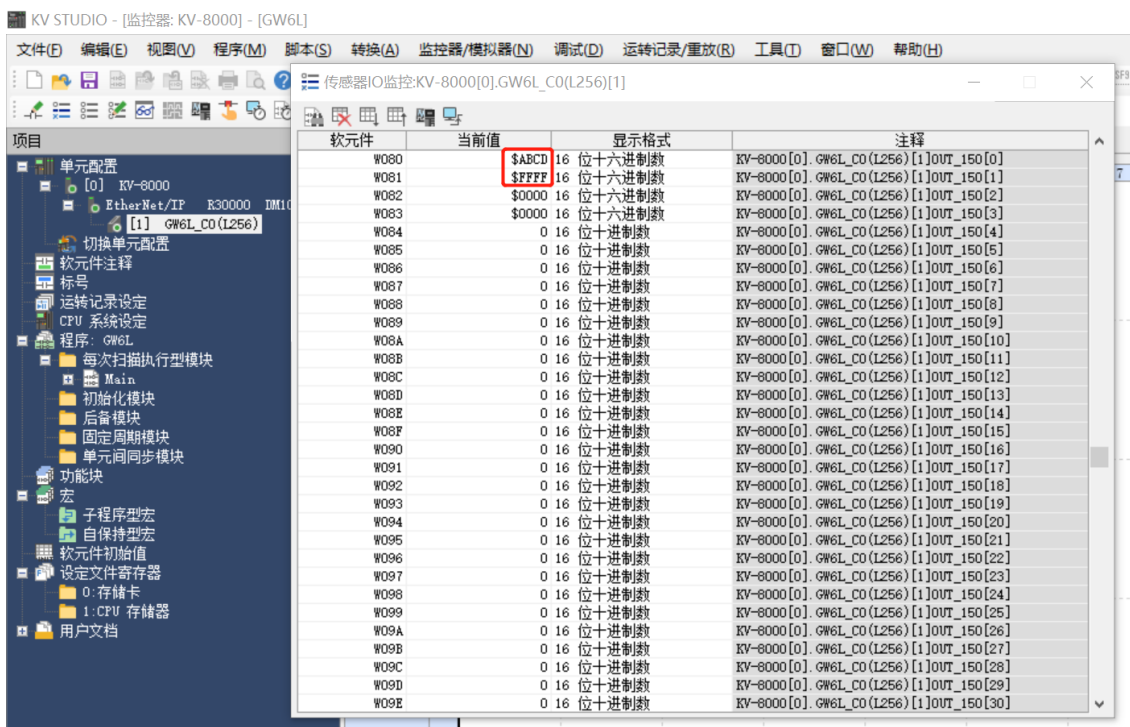 KV STUDIO - [监控器: KV-8000] - [GW6L]
文件(F) 编辑(E) 视图(V) 程序(M) 脚本(S) 转换(A) 监控器/模拟器(N) 调试(D) 运转记录/重放(R) 工具(T) 窗口(W) 帮助(H)
传感器IO监控:KV-8000[0].GW6L_C0(L256)[1]
项目
单元配置
[0] KV-8000
EtherNet/IP R30000 DM10
[1] GW6L_C0(L256)
切换单元配置
软元件注释
标号
运转记录设定
CPU 系统设定
程序: GW6L
每次扫描执行型模块
Main
初始化模块
后备模块
固定周期模块
单元间同步模块
功能块
宏
子程序型宏
自保持型宏
软元件初始值
设定文件寄存器
0:存储卡
1:CPU 存储器
用户文档
软元件 当前值 显示格式 注释
W080 $ABCD 16 位十六进制数 KV-8000[0].GW6L_C0(L256)[1]OUT_150[0]
W081 $FFFF 16 位十六进制数 KV-8000[0].GW6L_C0(L256)[1]OUT_150[1]
W082 $0000 16 位十六进制数 KV-8000[0].GW6L_C0(L256)[1]OUT_150[2]
W083 $0000 16 位十六进制数 KV-8000[0].GW6L_C0(L256)[1]OUT_150[3]
W084 0 16 位十进制数 KV-8000[0].GW6L_C0(L256)[1]OUT_150[4]
W085 0 16 位十进制数 KV-8000[0].GW6L_C0(L256)[1]OUT_150[5]
W086 0 16 位十进制数 KV-8000[0].GW6L_C0(L256)[1]OUT_150[6]
W087 0 16 位十进制数 KV-8000[0].GW6L_C0(L256)[1]OUT_150[7]
W088 0 16 位十进制数 KV-8000[0].GW6L_C0(L256)[1]OUT_150[8]
W089 0 16 位十进制数 KV-8000[0].GW6L_C0(L256)[1]OUT_150[9]
W08A 0 16 位十进制数 KV-8000[0].GW6L_C0(L256)[1]OUT_150[10]
W08B 0 16 位十进制数 KV-8000[0].GW6L_C0(L256)[1]OUT_150[11]
W08C 0 16 位十进制数 KV-8000[0].GW6L_C0(L256)[1]OUT_150[12]
W08D 0 16 位十进制数 KV-8000[0].GW6L_C0(L256)[1]OUT_150[13]
W08E 0 16 位十进制数 KV-8000[0].GW6L_C0(L256)[1]OUT_150[14]
W08F 0 16 位十进制数 KV-8000[0].GW6L_C0(L256)[1]OUT_150[15]
W090 0 16 位十进制数 KV-8000[0].GW6L_C0(L256)[1]OUT_150[16]
W091 0 16 位十进制数 KV-8000[0].GW6L_C0(L256)[1]OUT_150[17]
W092 0 16 位十进制数 KV-8000[0].GW6L_C0(L256)[1]OUT_150[18]
W093 0 16 位十进制数 KV-8000[0].GW6L_C0(L256)[1]OUT_150[19]
W094 0 16 位十进制数 KV-8000[0].GW6L_C0(L256)[1]OUT_150[20]
W095 0 16 位十进制数 KV-8000[0].GW6L_C0(L256)[1]OUT_150[21]
W096 0 16 位十进制数 KV-8000[0].GW6L_C0(L256)[1]OUT_150[22]
W097 0 16 位十进制数 KV-8000[0].GW6L_C0(L256)[1]OUT_150[23]
W098 0 16 位十进制数 KV-8000[0].GW6L_C0(L256)[1]OUT_150[24]
W099 0 16 位十进制数 KV-8000[0].GW6L_C0(L256)[1]OUT_150[25]
W09A 0 16 位十进制数 KV-8000[0].GW6L_C0(L256)[1]OUT_150[26]
W09B 0 16 位十进制数 KV-8000[0].GW6L_C0(L256)[1]OUT_150[27]
W09C 0 16 位十进制数 KV-8000[0].GW6L_C0(L256)[1]OUT_150[28]
W09D 0 16 位十进制数 KV-8000[0].GW6L_C0(L256)[1]OUT_150[29]
W09E 0 16 位十进制数 KV-8000[0].GW6L_C0(L256)[1]OUT_150[30]
7